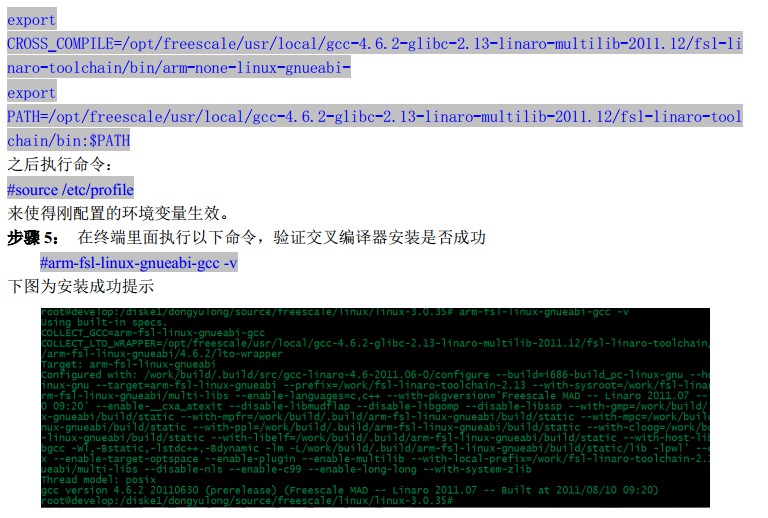 export
CROSS_COMPILE=/opt/freescale/usr/local/gcc-4.6.2-glibc-2.13-linaro-multilib-2011.12/fsl-li
naro-toolchain/bin/arm-none-linux-gnueabi-
export
PATH=/opt/freescale/usr/local/gcc-4.6.2-glibc-2.13-linaro-multilib-2011.12/fsl-linaro-tool
chain/bin:$PATH
之后执行命令：
#source /etc/profile
来使得刚配置的环境变量生效。
步骤 5： 在终端里面执行以下命令，验证交叉编译器安装是否成功
#arm-fsl-linux-gnueabi-gcc -v
下图为安装成功提示
root@develop:/diske1/dongyulong/source/freescale/linux/linux-3.0.35# arm-fsl-linux-gnueabi-gcc -v
Using built-in specs.
COLLECT_GCC=arm-fsl-linux-gnueabi-gcc
COLLECT_LTO_WRAPPER=/opt/freescale/usr/local/gcc-4.6.2-glibc-2.13-linaro-multilib-2011.12/fsl-linaro-toolchain/
/arm-fsl-linux-gnueabi/4.6.2/lto-wrapper
Target: arm-fsl-linux-gnueabi
Configured with: /work/build/.build/src/gcc-linaro-4.6-2011.06-0/configure --build=i686-build_pc-linux-gnu --ho
inux-gnu --target=arm-fsl-linux-gnueabi --prefix=/work/fsl-linaro-toolchain-2.13 --with-sysroot=/work/fsl-linar
rm-fsl-linux-gnueabi/multi-libs --enable-languages=c,c++ --with-pkgversion='Freescale MAD -- Linaro 2011.07 --
0 09:20' --enable-__cxa_atexit --disable-libmudflap --disable-libgomp --disable-libssp --with-gmp=/work/build/
x-gnueabi/build/static --with-mpfr=/work/build/.build/arm-fsl-linux-gnueabi/build/static --with-mpc=/work/build
nux-gnueabi/build/static --with-ppl=/work/build/.build/arm-fsl-linux-gnueabi/build/static --with-cloog=/work/bu
-linux-gnueabi/build/static --with-libelf=/work/build/.build/arm-fsl-linux-gnueabi/build/static --with-host-lib
bgcc -Wl,-Bstatic,-lstdc++,-Bdynamic -lm -L/work/build/.build/arm-fsl-linux-gnueabi/build/static/lib -lpwl' --e
x --enable-target-optspace --enable-plugin --enable-multilib --with-local-prefix=/work/fsl-linaro-toolchain-2.1
ueabi/multi-libs --disable-nls --enable-c99 --enable-long-long --with-system-zlib
Thread model: posix
gcc version 4.6.2 20110630 (prerelease) (Freescale MAD -- Linaro 2011.07 -- Built at 2011/08/10 09:20)
root@develop:/diske1/dongyulong/source/freescale/linux/linux-3.0.35#